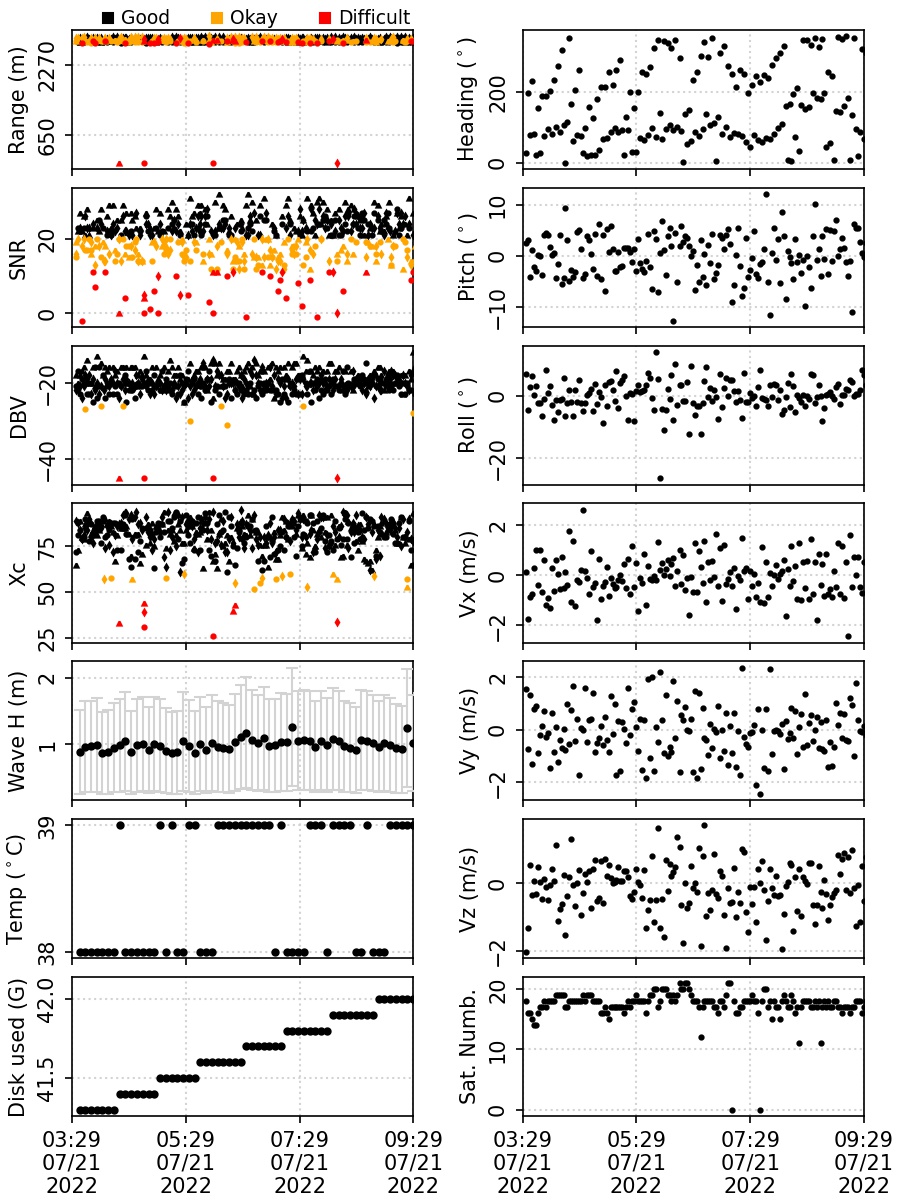 Good Okay Difficult
Range (m)
2270
650
Heading (°)
200
0
SNR
20
0
Pitch (°)
10
0
−10
DBV
−20
−40
Roll (°)
0
−20
Xc
75
50
25
Vx (m/s)
2
0
−2
Wave H (m)
2
1
Vy (m/s)
2
0
−2
Temp (°C)
39
38
Vz (m/s)
0
−2
Disk used (G)
42.0
41.5
Sat. Numb.
20
10
0
03:29 05:29 07:29 09:29 03:29 05:29 07:29 09:29
07/21 07/21 07/21 07/21 07/21 07/21 07/21 07/21
2022 2022 2022 2022 2022 2022 2022 2022